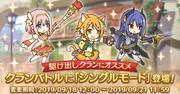 駆け出しクランにオススメ
クランバトルに「シングルモード」登場!
変更期間:2019.09.18 12:00 ～ 2019.09.21 11:59